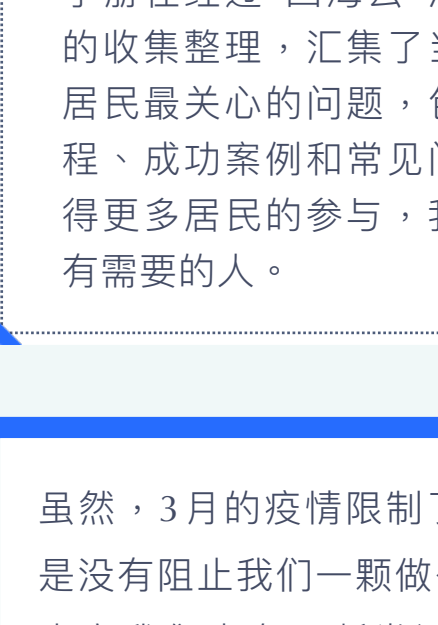 的收集整理，汇集了
居民最关心的问题，
程、成功案例和常见
得更多居民的参与，
有需要的人。
虽然，3月的疫情限制
是没有阻止我们一颗做